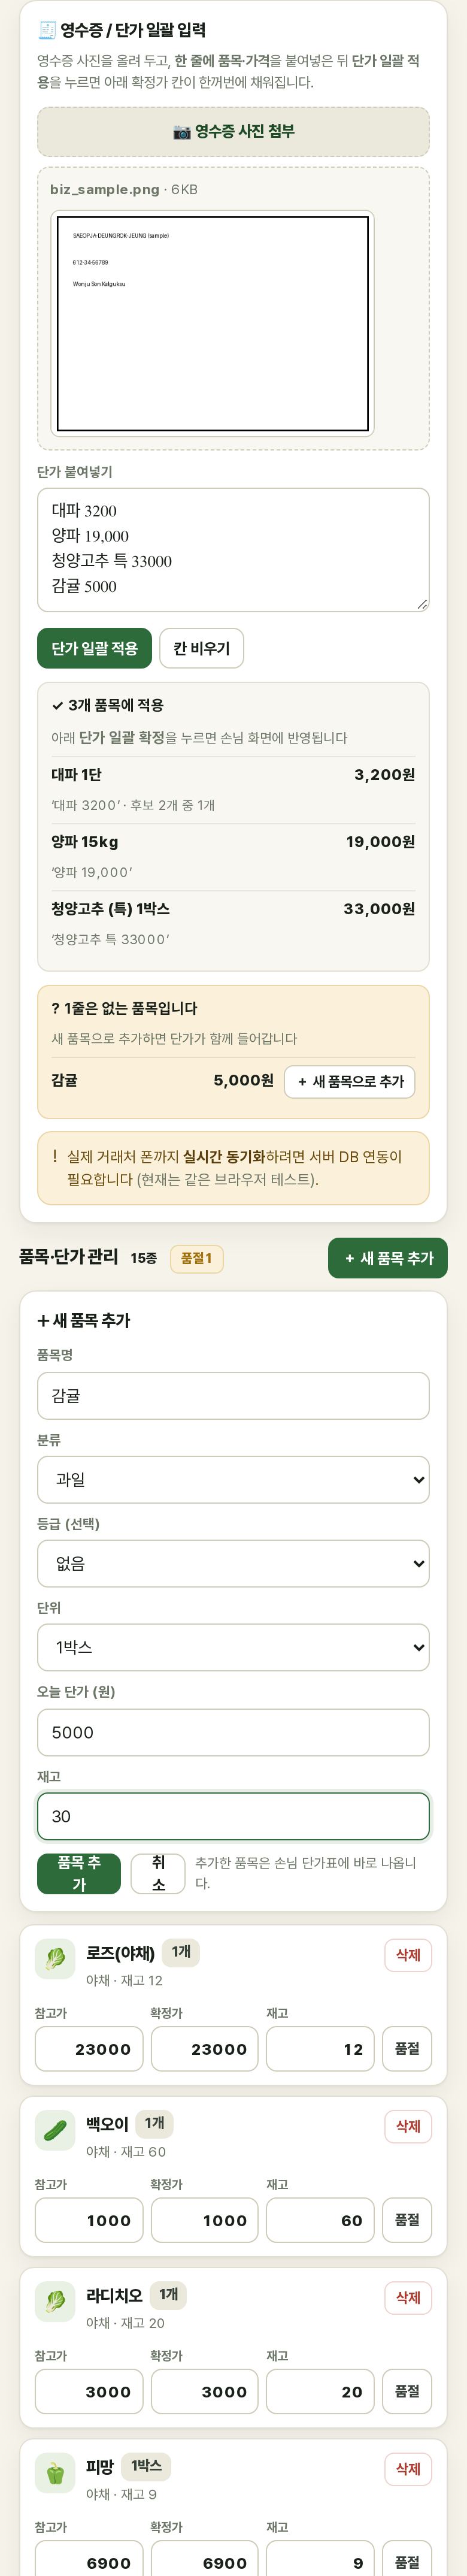 🧾 영수증 / 단가 일괄 입력
영수증 사진을 올려 두고, 한 줄에 품목·가격을 붙여넣은 뒤 단가 일괄 적
용을 누르면 아래 확정가 칸이 한꺼번에 채워집니다.
📷 영수증 사진 첨부
biz_sample.png · 6KB
SAEOPJA-DEUNGROK-JEUNG (sample)
612-34-56789
Wonju Son Kalguksu
단가 붙여넣기
대파 3200
양파 19,000
청양고추 특 33000
감귤 5000
단가 일괄 적용
칸 비우기
✓ 3개 품목에 적용
아래 단가 일괄 확정을 누르면 손님 화면에 반영됩니다
대파 1단 3,200원
‘대파 3200’ · 후보 2개 중 1개
양파 15kg 19,000원
‘양파 19,000’
청양고추 (특) 1박스 33,000원
‘청양고추 특 33000’
? 1줄은 없는 품목입니다
새 품목으로 추가하면 단가가 함께 들어갑니다
감귤 5,000원 + 새 품목으로 추가
! 실제 거래처 폰까지 실시간 동기화하려면 서버 DB 연동이
필요합니다 (현재는 같은 브라우저 테스트).
품목·단가 관리 15종 품절 1 + 새 품목 추가
+ 새 품목 추가
품목명
감귤
분류
과일
등급 (선택)
없음
단위
1박스
오늘 단가 (원)
5000
재고
30
품목 추
가
취
소
추가한 품목은 손님 단가표에 바로 나옵니
다.
로즈(야채) 1개 삭제
야채 · 재고 12
참고가 확정가 재고
23000 23000 12 품절
백오이 1개 삭제
야채 · 재고 60
참고가 확정가 재고
1000 1000 60 품절
라디치오 1개 삭제
야채 · 재고 20
참고가 확정가 재고
3000 3000 20 품절
피망 1박스 삭제
야채 · 재고 9
참고가 확정가 재고
6900 6900 9 품절